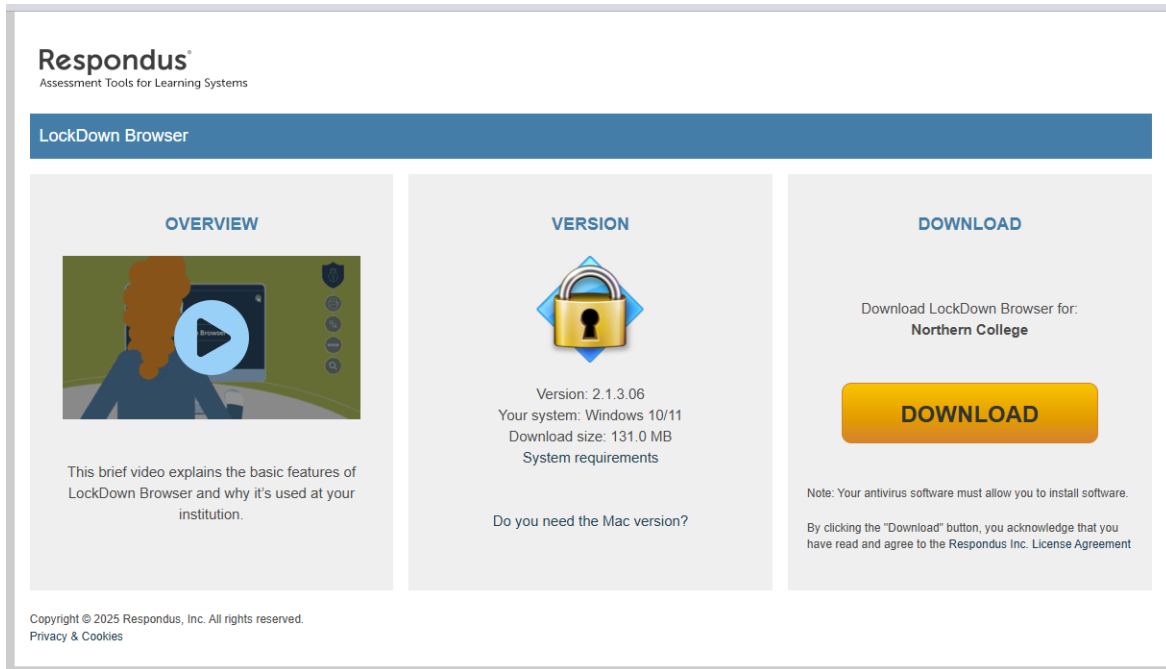 Respondus®
Assessment Tools for Learning Systems
LockDown Browser
OVERVIEW
This brief video explains the basic features of
LockDown Browser and why it's used at your
institution.
VERSION
Version: 2.1.3.06
Your system: Windows 10/11
Download size: 131.0 MB
System requirements
Do you need the Mac version?
DOWNLOAD
Download LockDown Browser for:
Northern College
DOWNLOAD
Note: Your antivirus software must allow you to install software.
By clicking the "Download" button, you acknowledge that you
have read and agree to the Respondus Inc. License Agreement
Copyright © 2025 Respondus, Inc. All rights reserved.
Privacy & Cookies